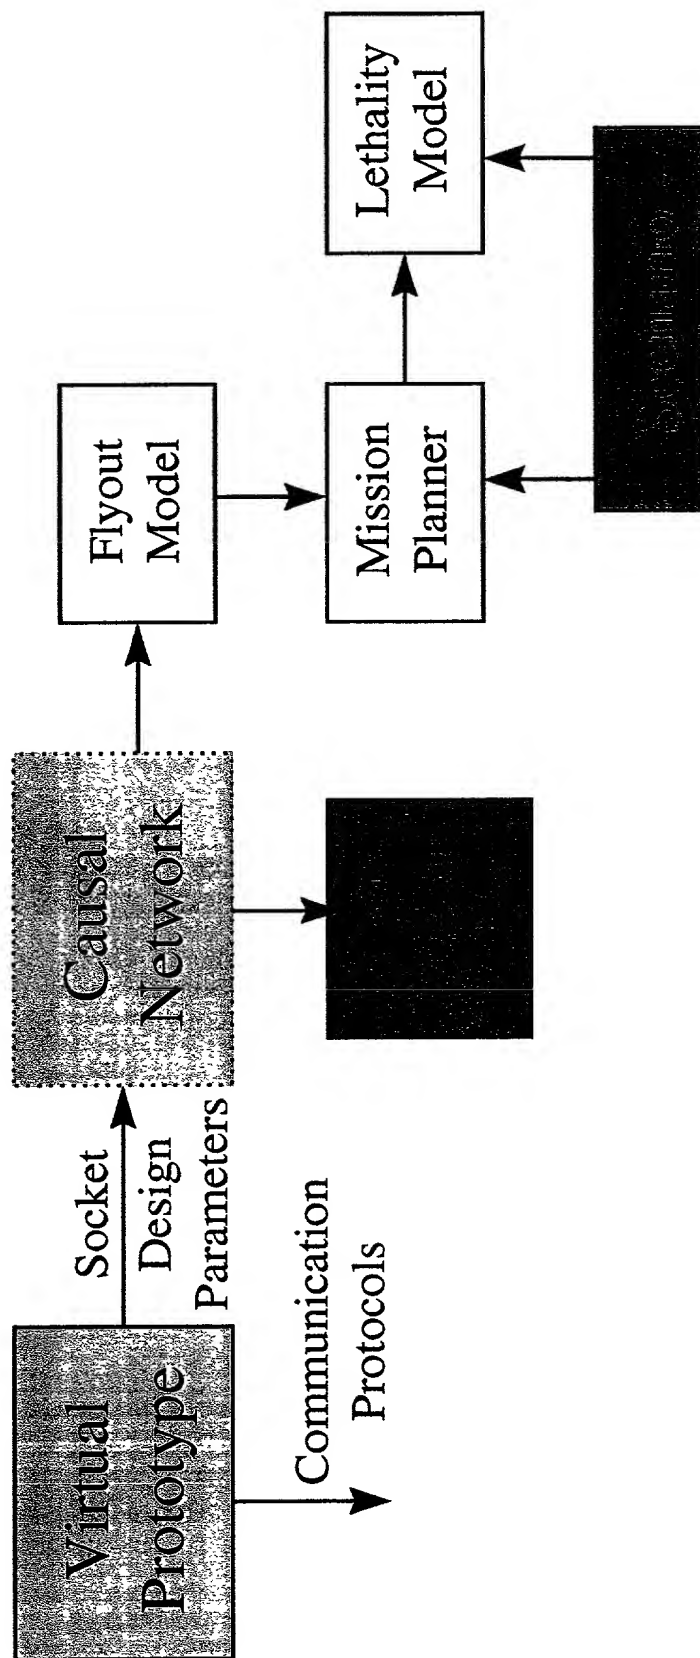 Virtual
Prototype
Socket
Design
Parameters
Communication
Protocols
Causal
Network
Flyout
Model
Mission
Planner
Lethality
Model